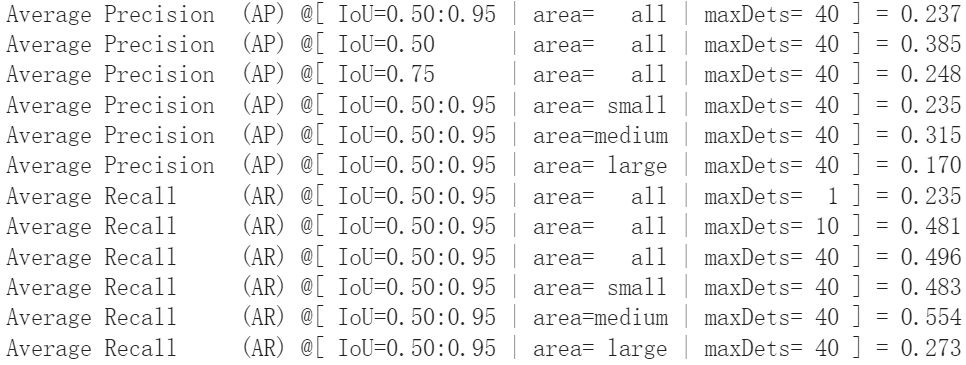 Average Precision  (AP) @[ IoU=0.50:0.95 | area=   all | maxDets= 40 ] = 0.237
Average Precision  (AP) @[ IoU=0.50      | area=   all | maxDets= 40 ] = 0.385
Average Precision  (AP) @[ IoU=0.75      | area=   all | maxDets= 40 ] = 0.248
Average Precision  (AP) @[ IoU=0.50:0.95 | area= small | maxDets= 40 ] = 0.235
Average Precision  (AP) @[ IoU=0.50:0.95 | area=medium | maxDets= 40 ] = 0.315
Average Precision  (AP) @[ IoU=0.50:0.95 | area= large | maxDets= 40 ] = 0.170
Average Recall     (AR) @[ IoU=0.50:0.95 | area=   all | maxDets=  1 ] = 0.235
Average Recall     (AR) @[ IoU=0.50:0.95 | area=   all | maxDets= 10 ] = 0.481
Average Recall     (AR) @[ IoU=0.50:0.95 | area=   all | maxDets= 40 ] = 0.496
Average Recall     (AR) @[ IoU=0.50:0.95 | area= small | maxDets= 40 ] = 0.483
Average Recall     (AR) @[ IoU=0.50:0.95 | area=medium | maxDets= 40 ] = 0.554
Average Recall     (AR) @[ IoU=0.50:0.95 | area= large | maxDets= 40 ] = 0.273